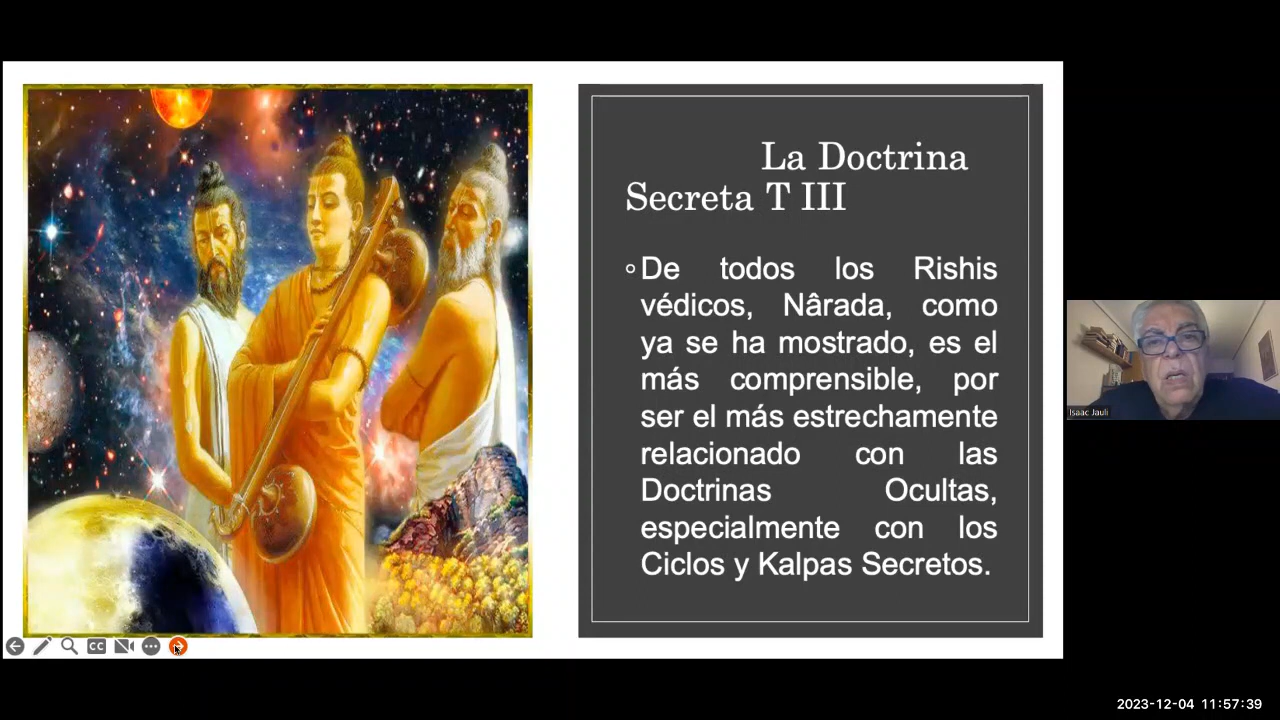 La Doctrina
Secreta T III
De todos los Rishis
védicos, Nârada, como
ya se ha mostrado, es el
más comprensible, por
ser el más estrechamente
relacionado con las
Doctrinas Ocultas,
especialmente con los
Ciclos y Kalpas Secretos.
Isaac Jauli
CC
2023-12-04 11:57:39